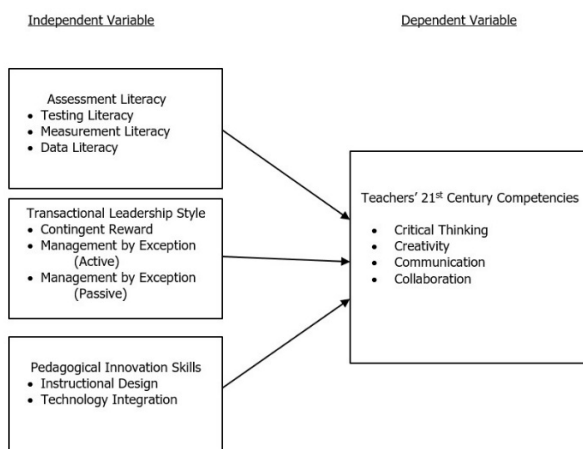 Independent Variable
Dependent Variable
Assessment Literacy
• Testing Literacy
• Measurement Literacy
• Data Literacy
Transactional Leadership Style
• Contingent Reward
• Management by Exception
(Active)
• Management by Exception
(Passive)
Pedagogical Innovation Skills
• Instructional Design
• Technology Integration
Teachers' 21st Century Competencies
• Critical Thinking
• Creativity
• Communication
• Collaboration